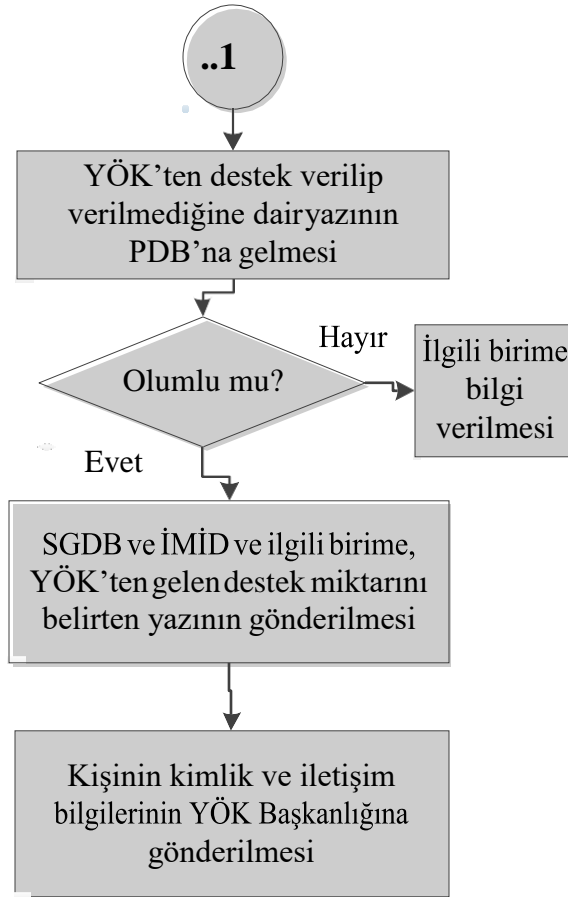 ..1
YÖK’ten destek verilip
verilmediğine dairyazının
PDB’na gelmesi
Olumlu mu?
Hayır
İlgili birime
bilgi
verilmesi
Evet
SGDB ve İMİD ve ilgili birime,
YÖK’ten gelen destek miktarını
belirten yazının gönderilmesi
Kişinin kimlik ve iletişim
bilgilerinin YÖK Başkanlığına
gönderilmesi